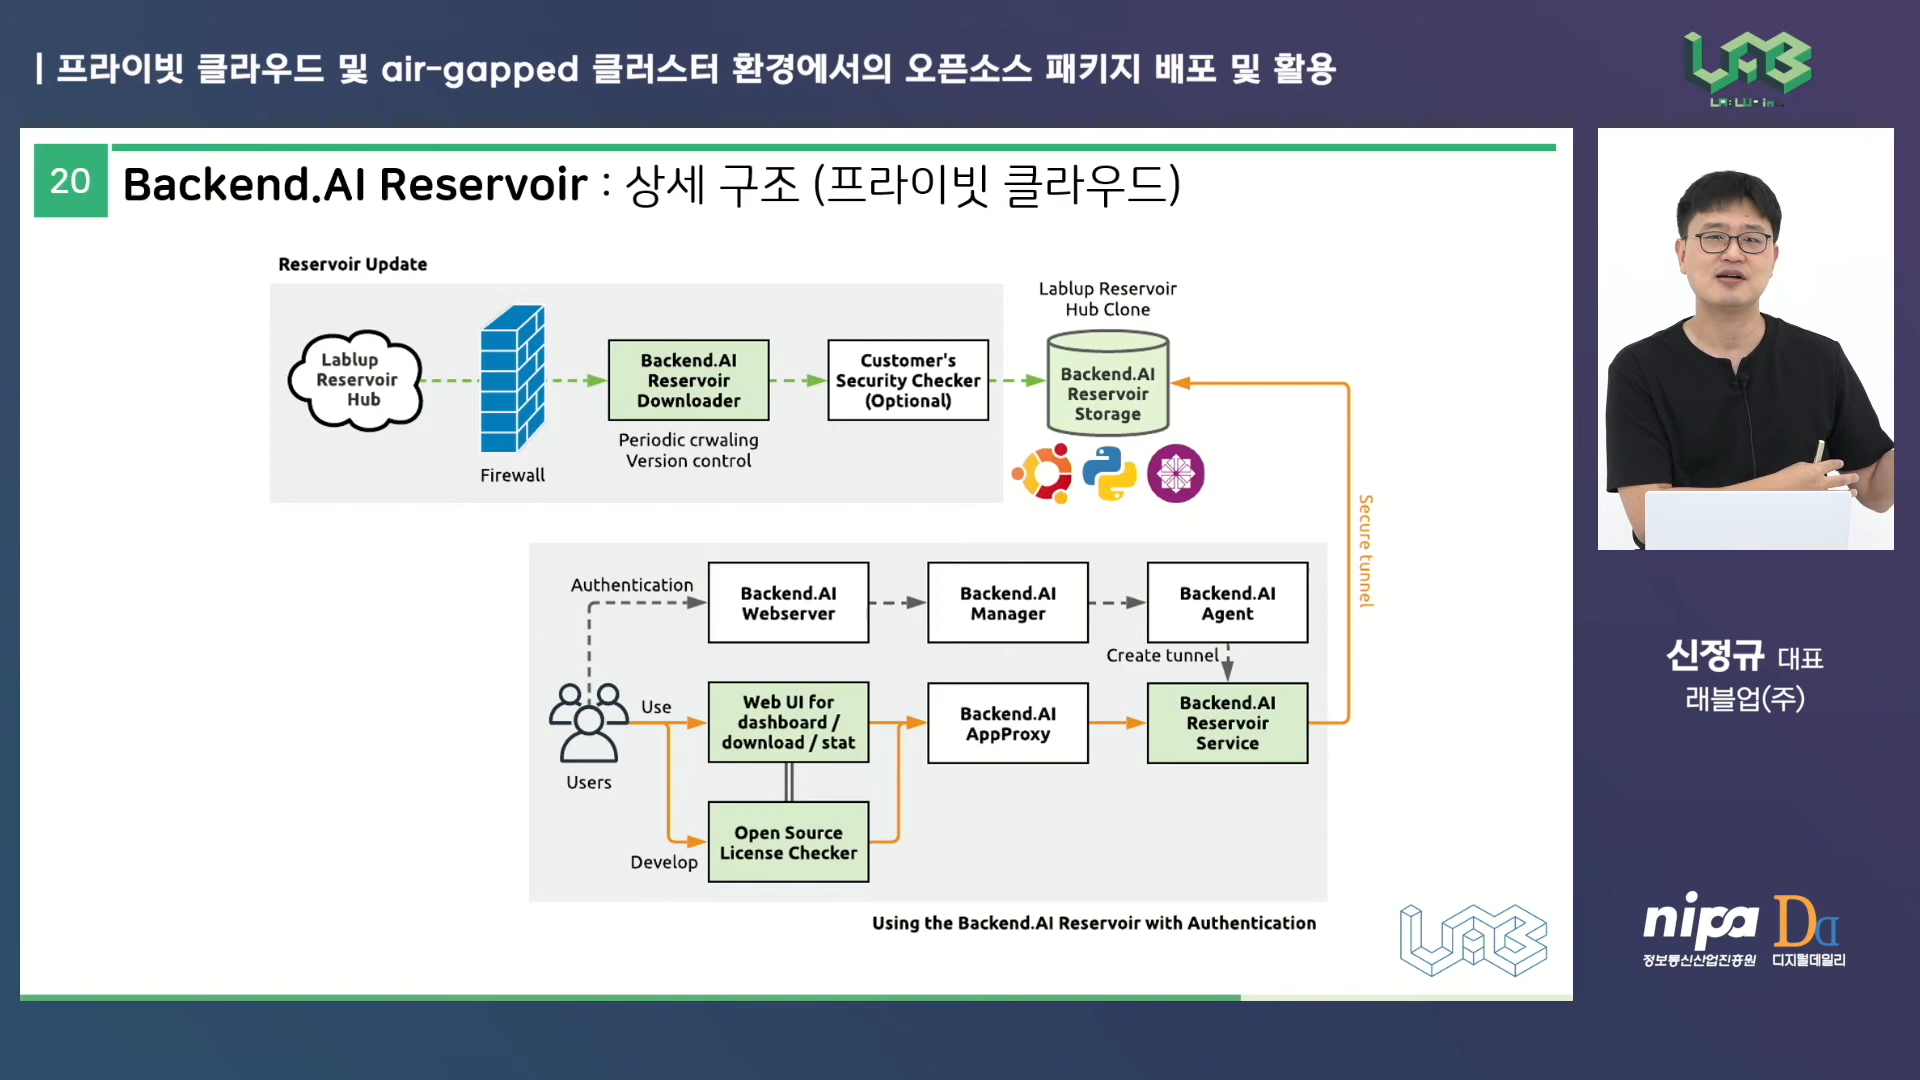 | 프라이빗 클라우드 및 air-gapped 클러스터 환경에서의 오픈소스 패키지 배포 및 활용
20
Backend.AI Reservoir : 상세 구조 (프라이빗 클라우드)
Reservoir Update
Lablup
Reservoir
Hub
Firewall
Backend.AI
Reservoir
Downloader
Periodic crwaling
Version control
Customer's
Security Checker
(Optional)
Lablup Reservoir
Hub Clone
Backend.AI
Reservoir
Storage
Secure tunnel
Authentication
Backend.AI
Webserver
Backend.AI
Manager
Backend.AI
Agent
Create tunnel
Users
Use
Web UI for
dashboard /
download / stat
Backend.AI
AppProxy
Backend.AI
Reservoir
Service
Develop
Open Source
License Checker
Using the Backend.AI Reservoir with Authentication
신정규 대표
래블업(주)
nipa
정보통신산업진흥원
디지털데일리